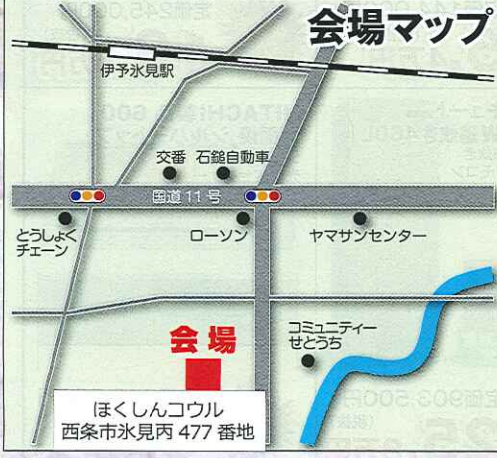 会場マップ
伊予氷見駅
交番
石鎚自動車
国道11号
とうしょく
チェーン
ローソン
ヤマサンセンター
会場
コミュニティー
せとうち
ほくしんコウル
西条市氷見丙477番地